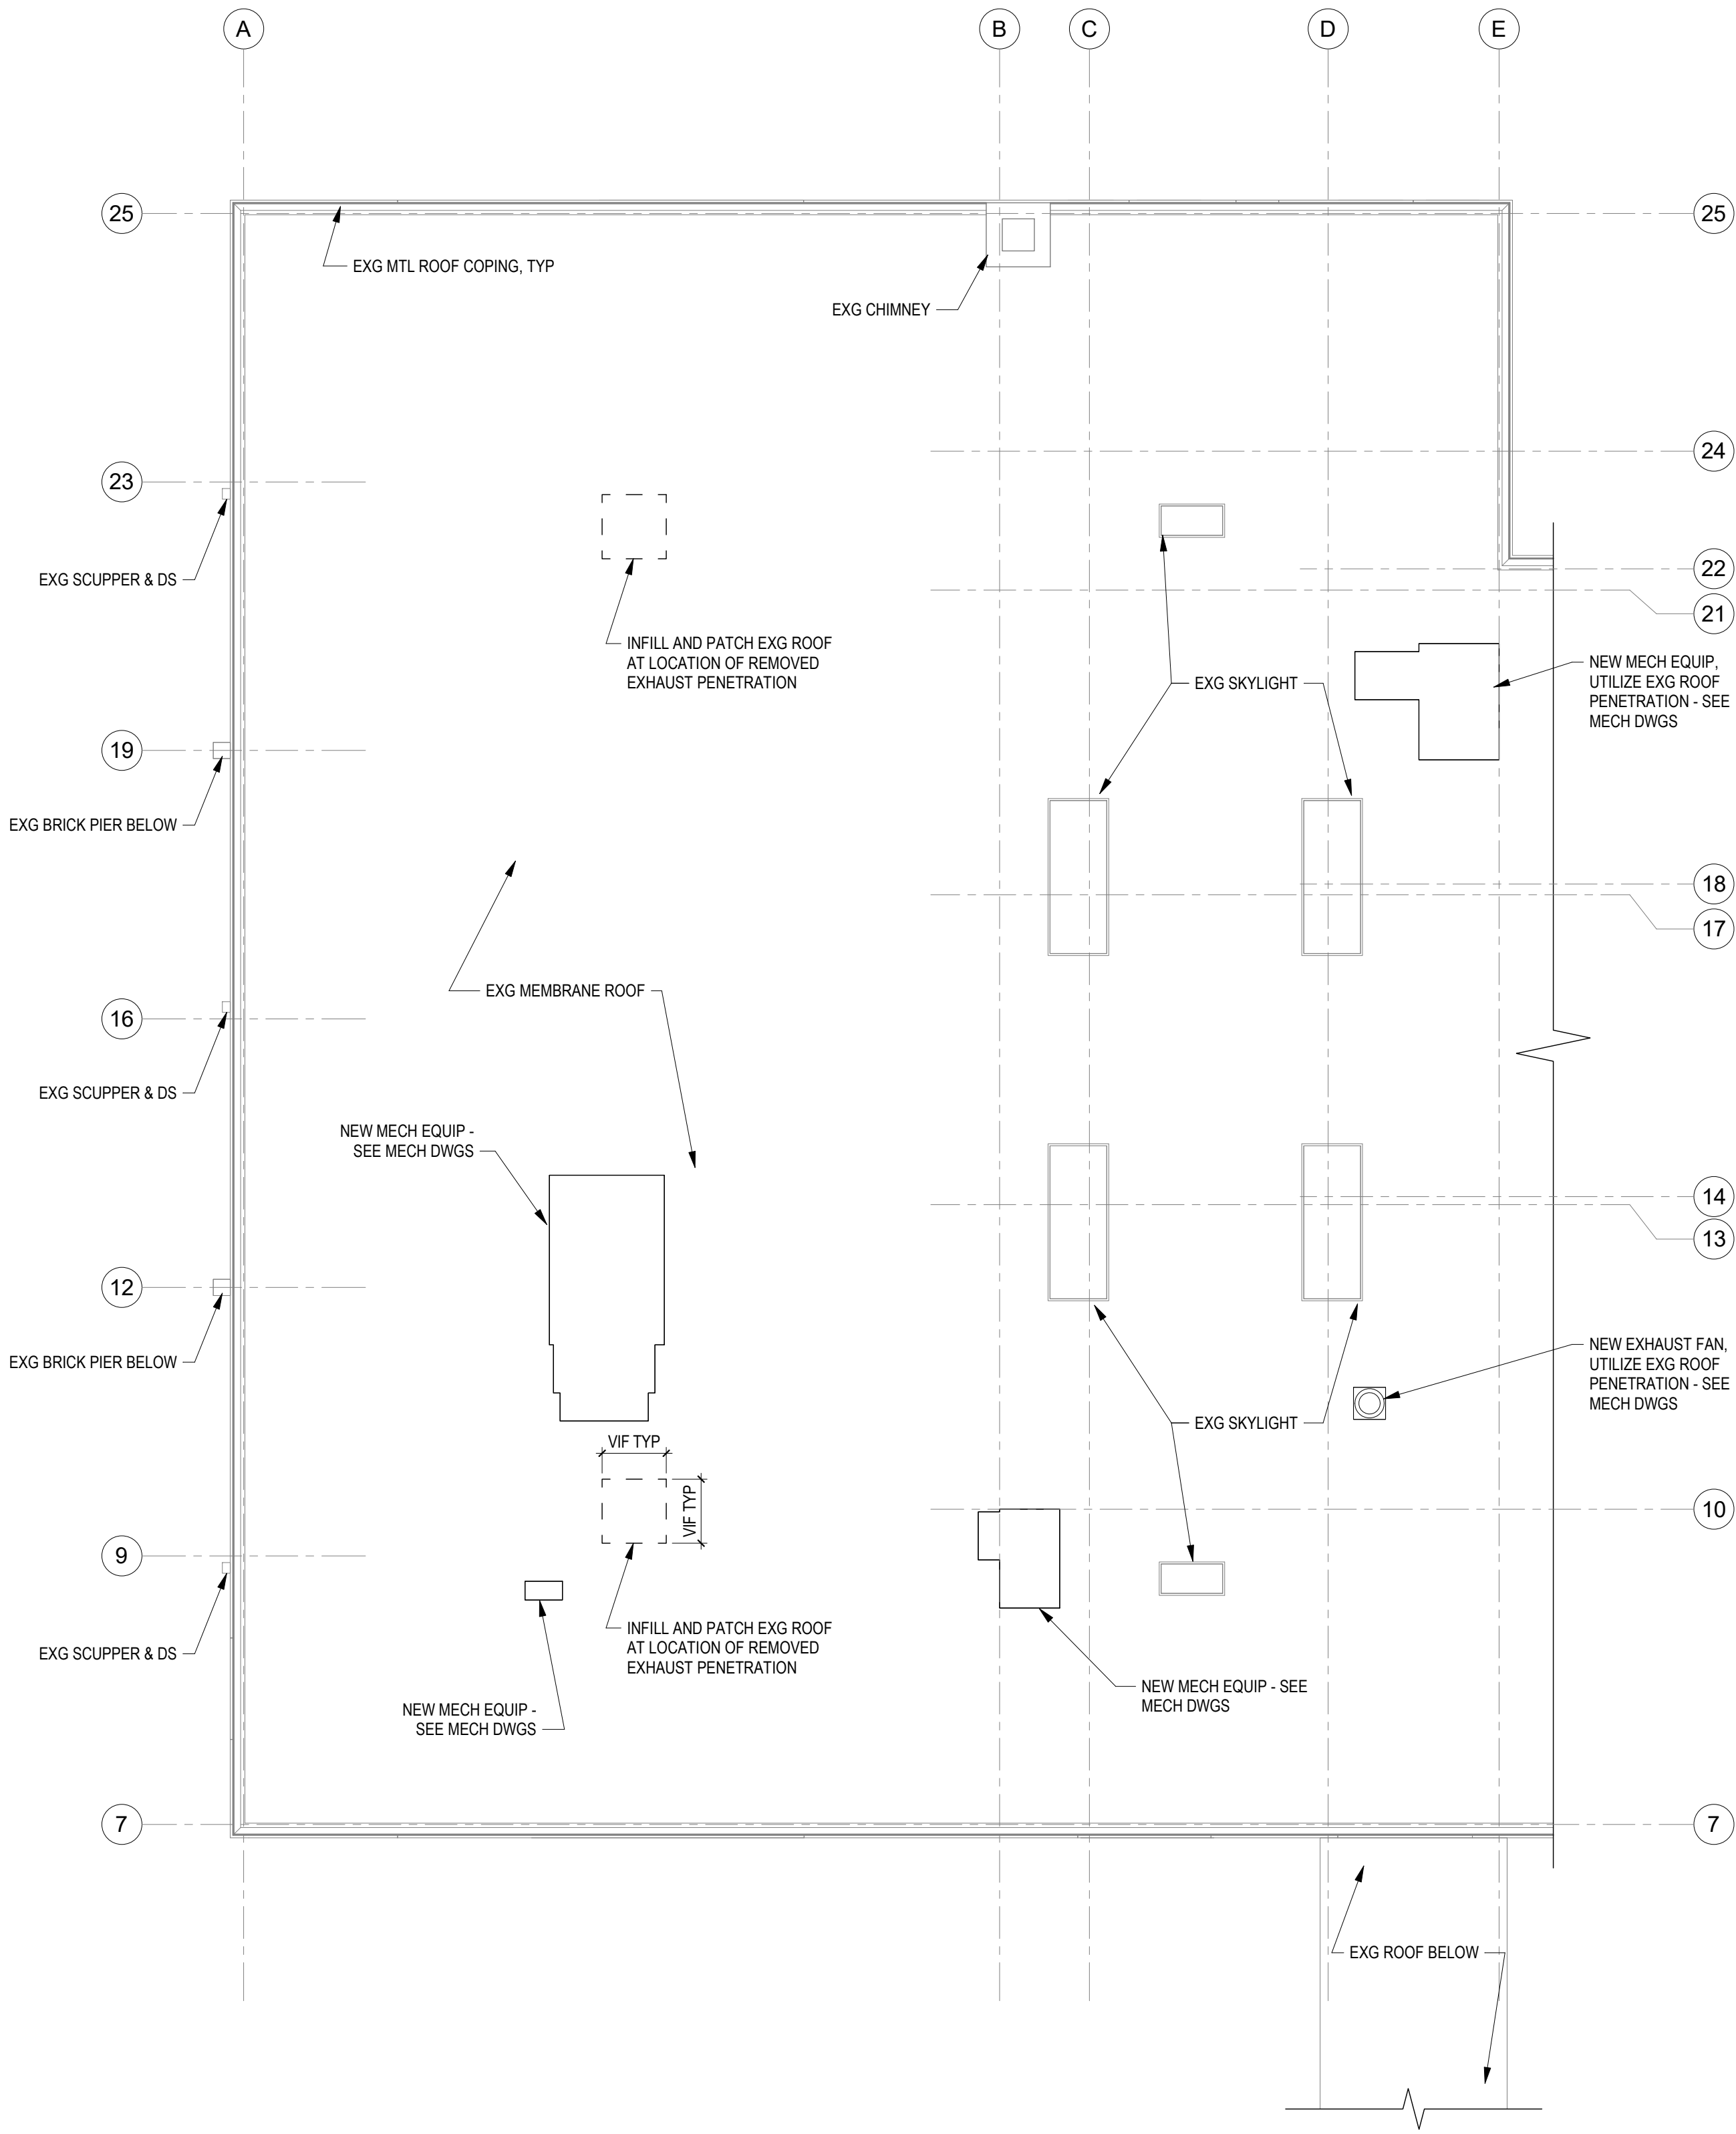 A
B
C
D
E
25
25
EXG MTL ROOF COPING, TYP
EXG CHIMNEY
24
23
EXG SCUPPER & DS
22
21
INFILL AND PATCH EXG ROOF
AT LOCATION OF REMOVED
EXHAUST PENETRATION
EXG SKYLIGHT
NEW MECH EQUIP,
UTILIZE EXG ROOF
PENETRATION - SEE
MECH DWGS
19
EXG BRICK PIER BELOW
18
17
EXG MEMBRANE ROOF
16
EXG SCUPPER & DS
NEW MECH EQUIP -
SEE MECH DWGS
14
13
12
EXG BRICK PIER BELOW
NEW EXHAUST FAN,
UTILIZE EXG ROOF
PENETRATION - SEE
MECH DWGS
EXG SKYLIGHT
VIF TYP
VIF TYP
10
9
EXG SCUPPER & DS
INFILL AND PATCH EXG ROOF
AT LOCATION OF REMOVED
EXHAUST PENETRATION
NEW MECH EQUIP - SEE
MECH DWGS
NEW MECH EQUIP -
SEE MECH DWGS
7
7
EXG ROOF BELOW